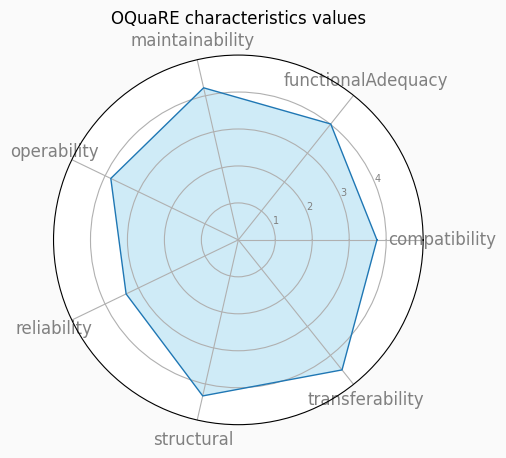 OQuaRE characteristics values
maintainability
functionalAdequacy
operability
4
3
2
1
compatibility
reliability
transferability
structural